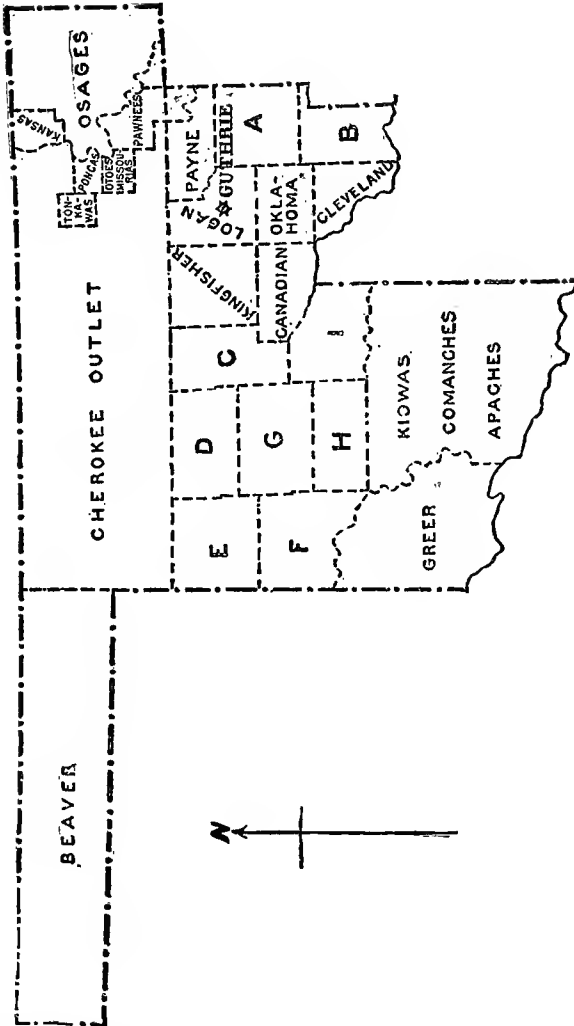 BEAVER
N
CHEROKEE OUTLET
KANSAS
OSAGES
TON-
KA-
WAS
PONCAS
OTOES
MISSOU-
RIAS
PAWNEES
PAYNE
LOGAN
GUTHRIE
A
B
KINGFISHER
OKLA-
HOMA
CANADIAN
CLEVELAND
C
D
E
F
G
H
I
KIOWAS
COMANCHES
APACHES
GREER